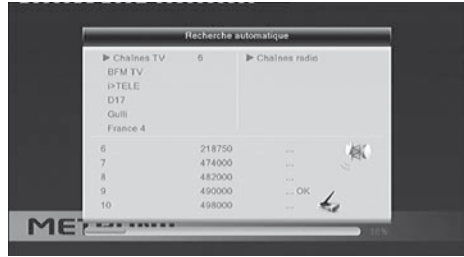 Recherche automatique
▶ Chaînes TV 6 ▶ Chaînes radio
BFM TV
i>TELE
D17
Gulli
France 4
6 218750 ...
7 474000 ...
8 482000 ...
9 490000 ... OK
10 498000 ...
16%